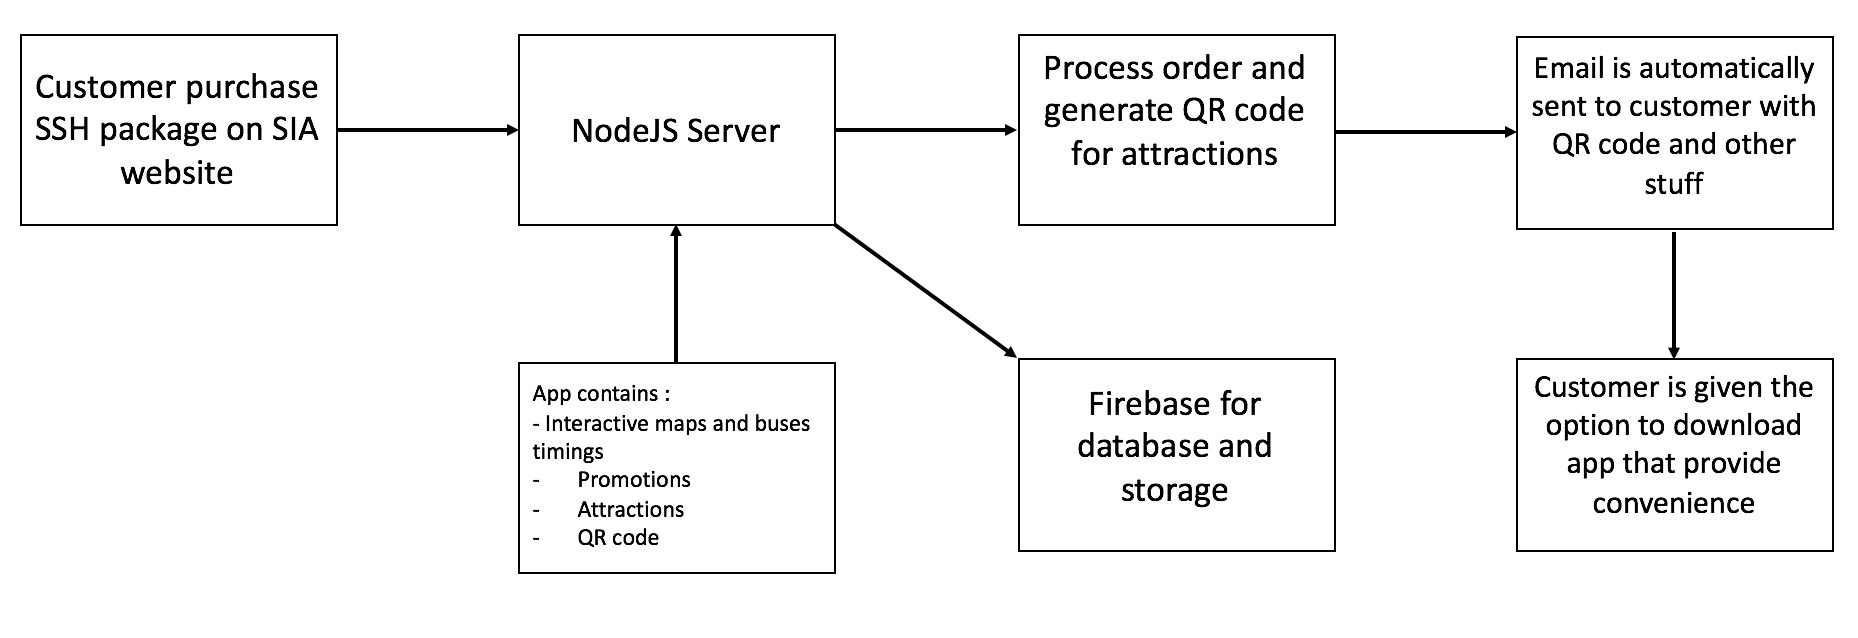 Customer purchase
SSH package on SIA
website
NodeJS Server
Process order and
generate QR code
for attractions
Email is automatically
sent to customer with
QR code and other
stuff
App contains :
- Interactive maps and buses
timings
- Promotions
- Attractions
- QR code
Firebase for
database and
storage
Customer is given the
option to download
app that provide
convenience